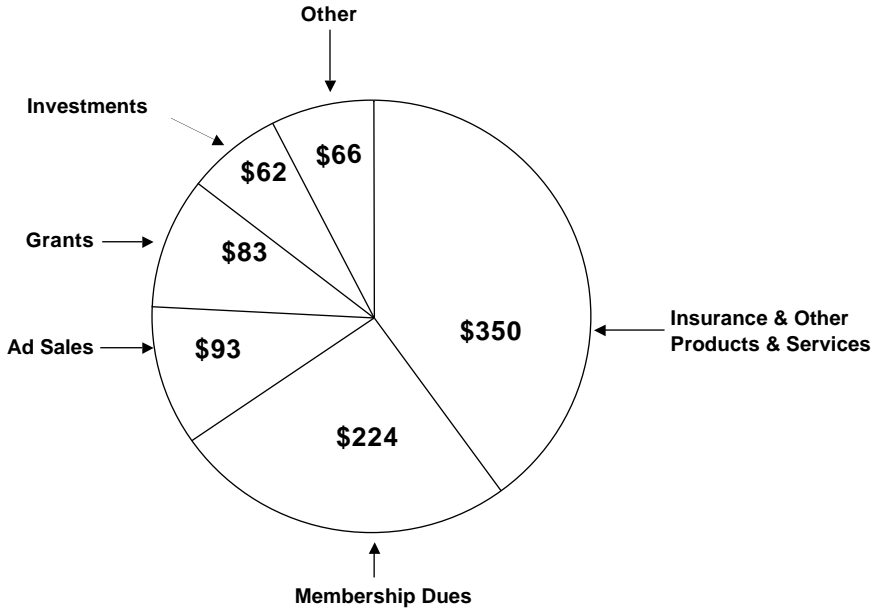 Other
Investments
$66
$62
Grants
$83
Insurance & Other
Products & Services
$350
Ad Sales
$93
$224
Membership Dues